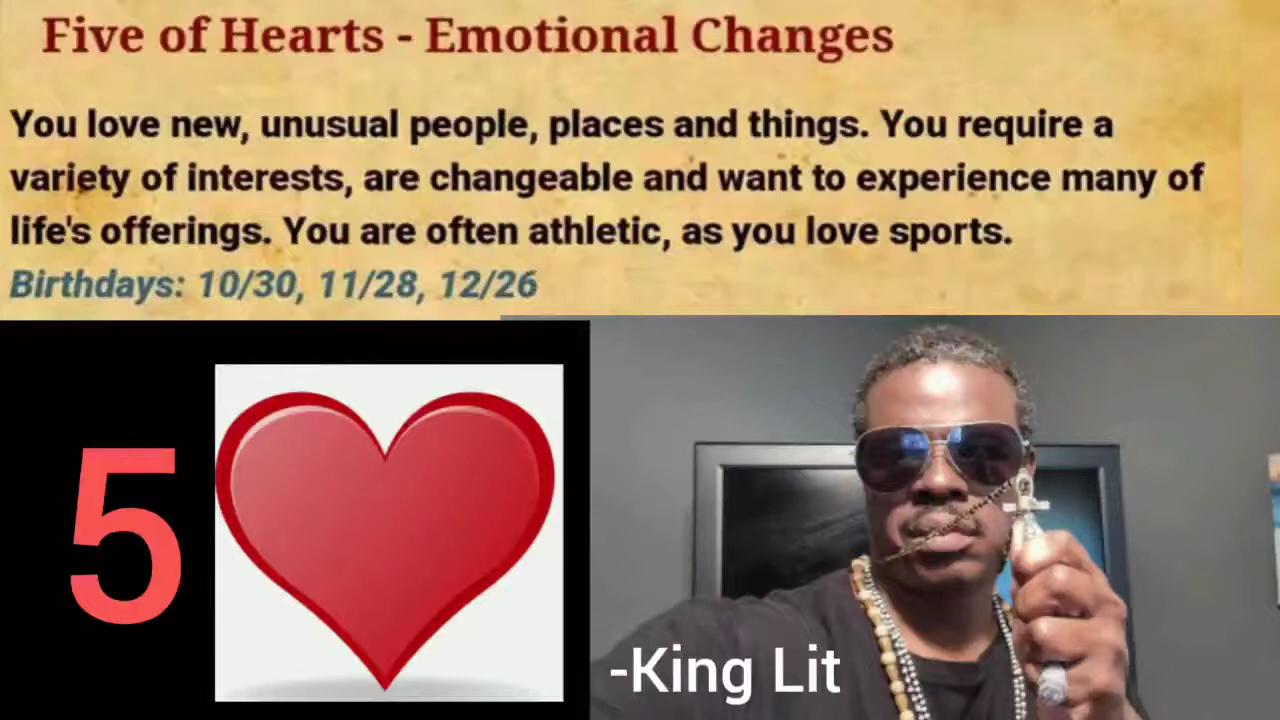 Five of Hearts - Emotional Changes
You love new, unusual people, places and things. You require a
variety of interests, are changeable and want to experience many of
life's offerings. You are often athletic, as you love sports.
Birthdays: 10/30, 11/28, 12/26
5
-King Lit